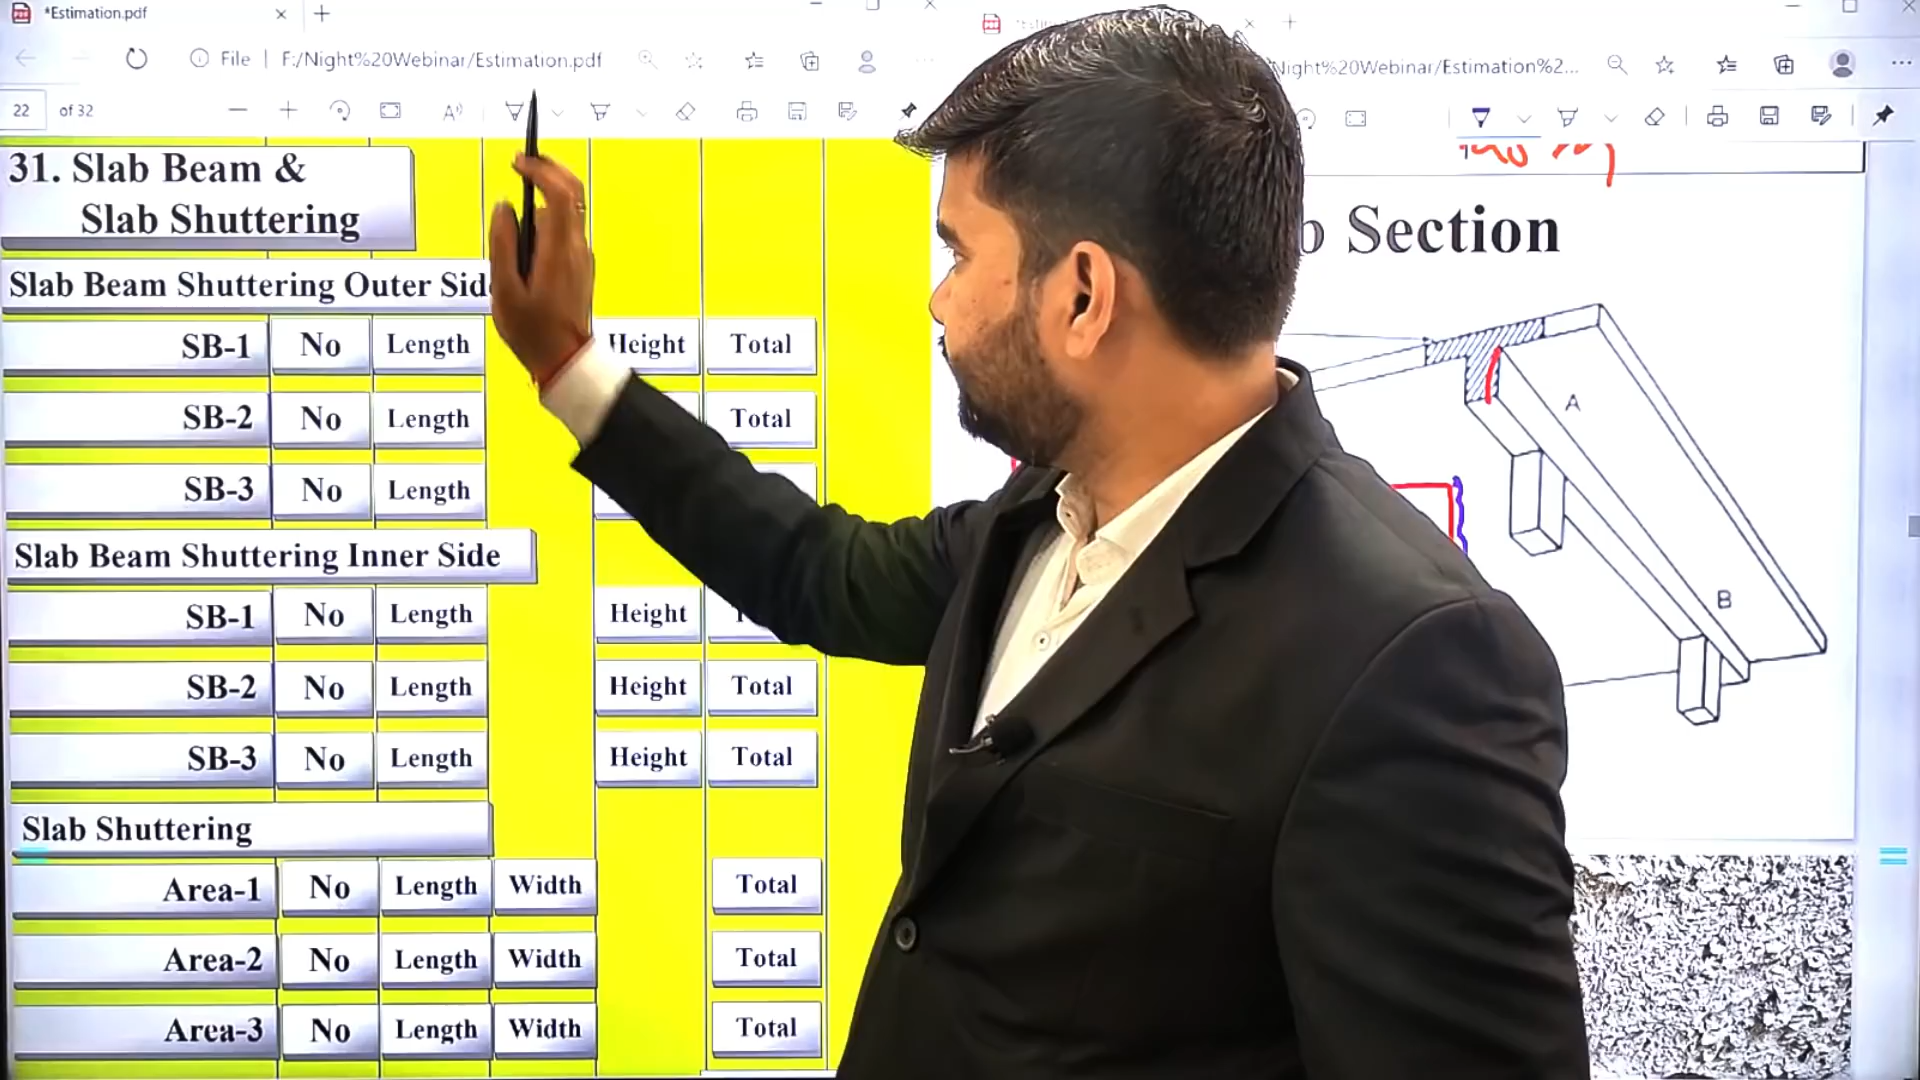 *Estimation.pdf
File | F:/Night%20Webinar/Estimation.pdf
Night%20Webinar/Estimation%2...
22 of 32
31. Slab Beam &
Slab Shuttering
Section
Slab Beam Shuttering Outer Sid
SB-1 No Length Height Total
SB-2 No Length Total
SB-3 No Length
Slab Beam Shuttering Inner Side
SB-1 No Length Height
SB-2 No Length Height Total
SB-3 No Length Height Total
Slab Shuttering
Area-1 No Length Width Total
Area-2 No Length Width Total
Area-3 No Length Width Total
A
B